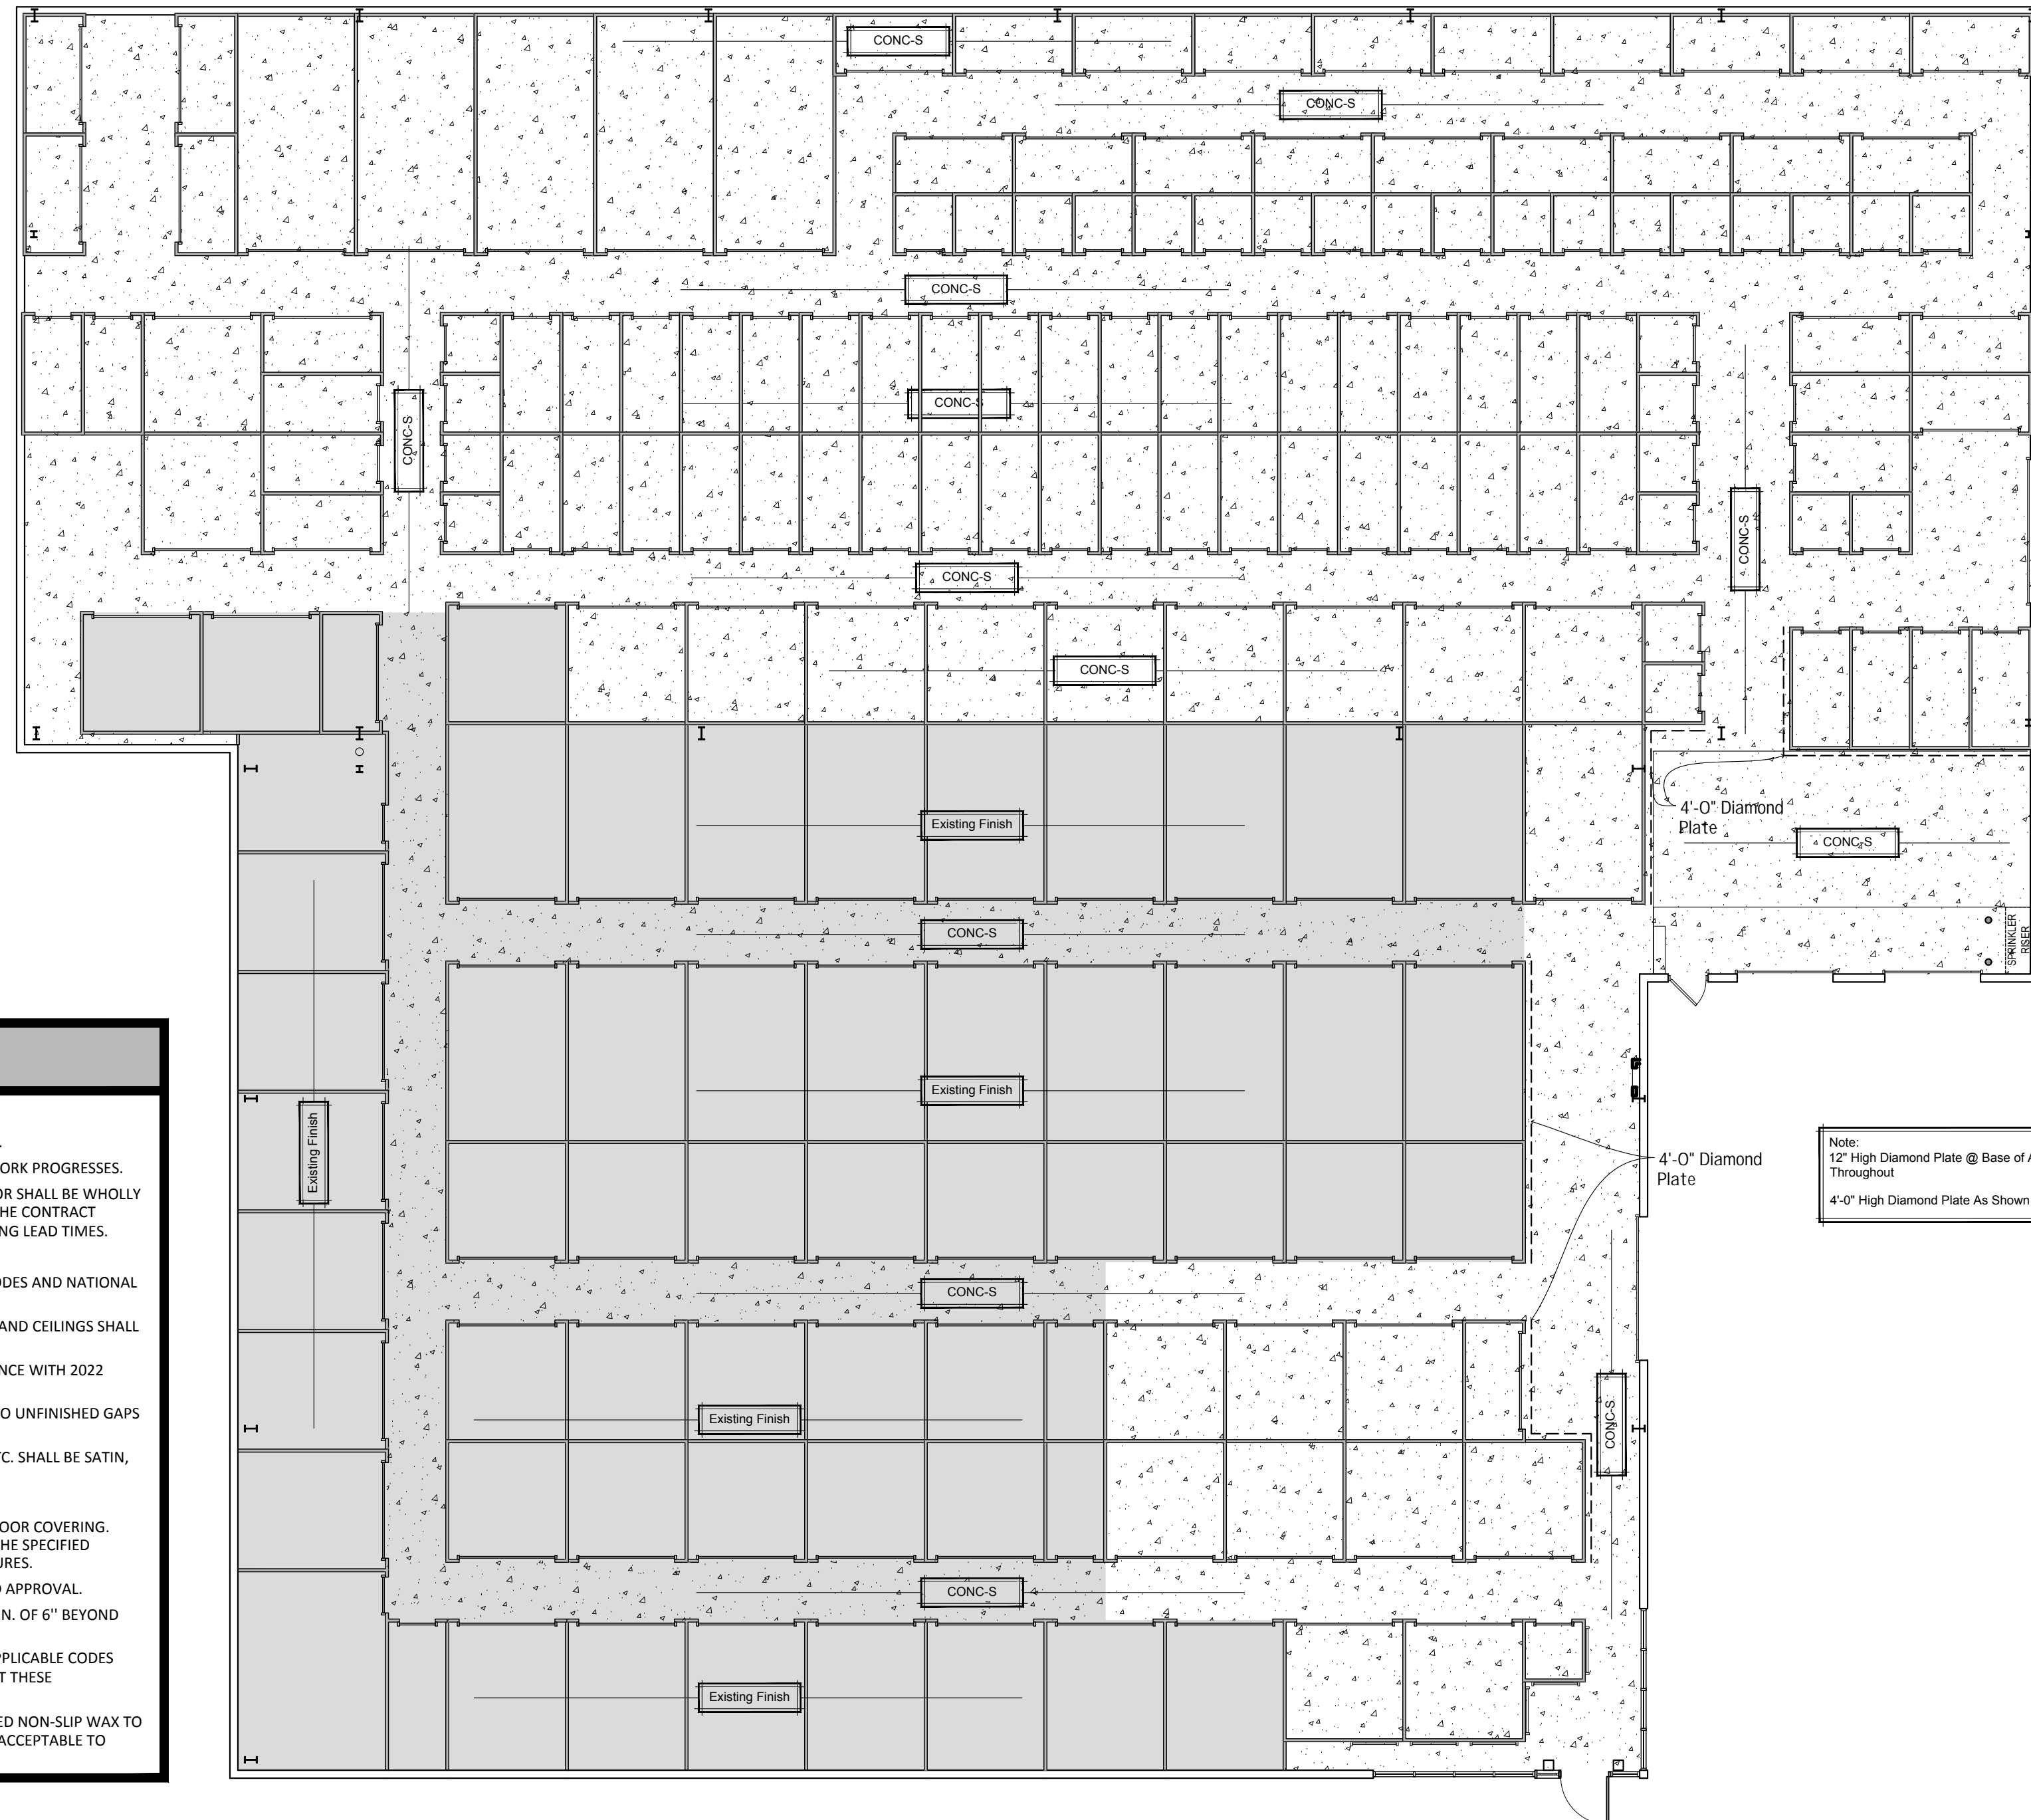 CONC-S
CONC-S
CONC-S
CONC-S
CONC-S
CONC-S
CONC-S
CONC-S
4'-0" Diamond
Plate
Existing Finish
CONC-S
CONC-S
SPRINKLER
RISER
Existing Finish
Existing Finish
4'-0" Diamond
Plate
Note:
12" High Diamond Plate @ Base of
Throughout
4'-0" High Diamond Plate As Shown
CONC-S
Existing Finish
CONC-S
CONC-S
Existing Finish
ORK PROGRESSES.
OR SHALL BE WHOLLY
HE CONTRACT
NG LEAD TIMES.
ODES AND NATIONAL
AND CEILINGS SHALL
NCE WITH 2022
O UNFINISHED GAPS
TC. SHALL BE SATIN,
OOR COVERING.
HE SPECIFIED
URES.
D APPROVAL.
N. OF 6" BEYOND
PPLICABLE CODES
T THESE
ED NON-SLIP WAX TO
ACCEPTABLE TO